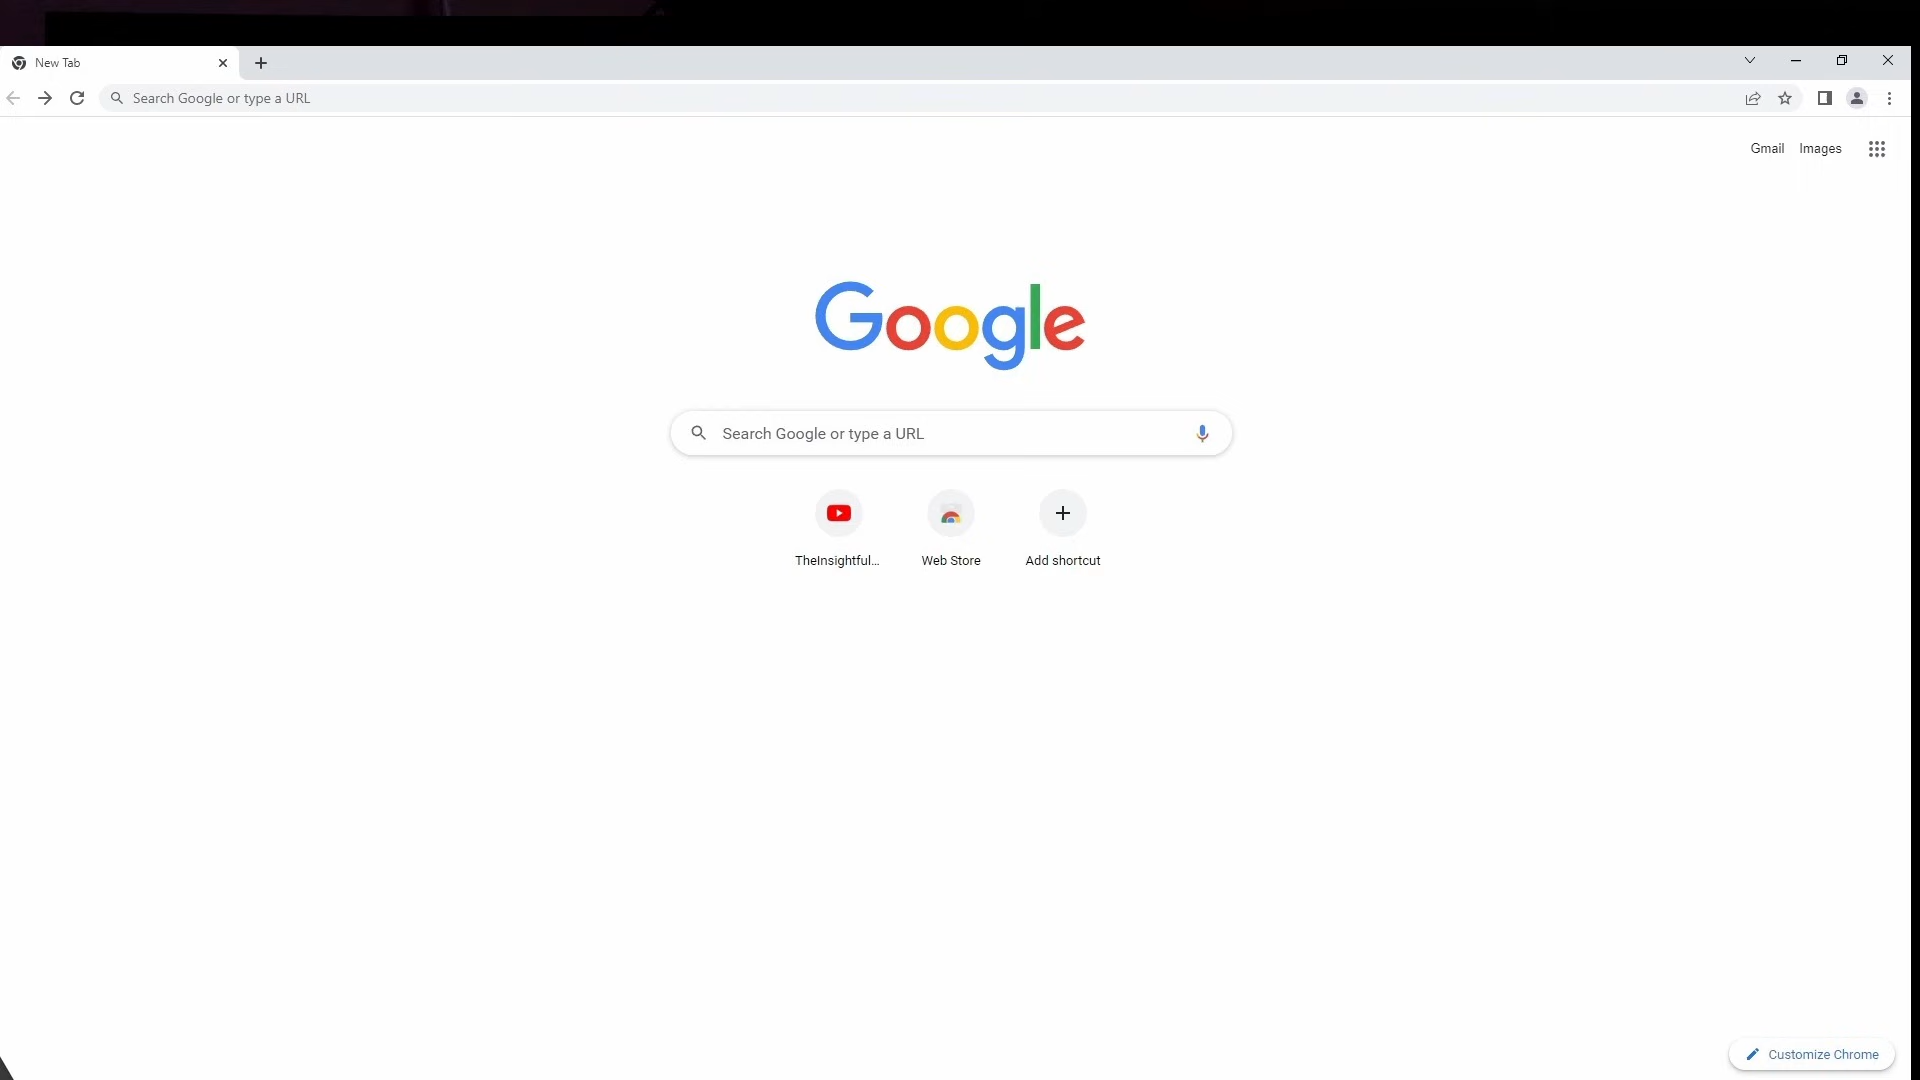 New Tab
Search Google or type a URL
Gmail Images
Google
Search Google or type a URL
TheInsightful... Web Store Add shortcut
Customize Chrome